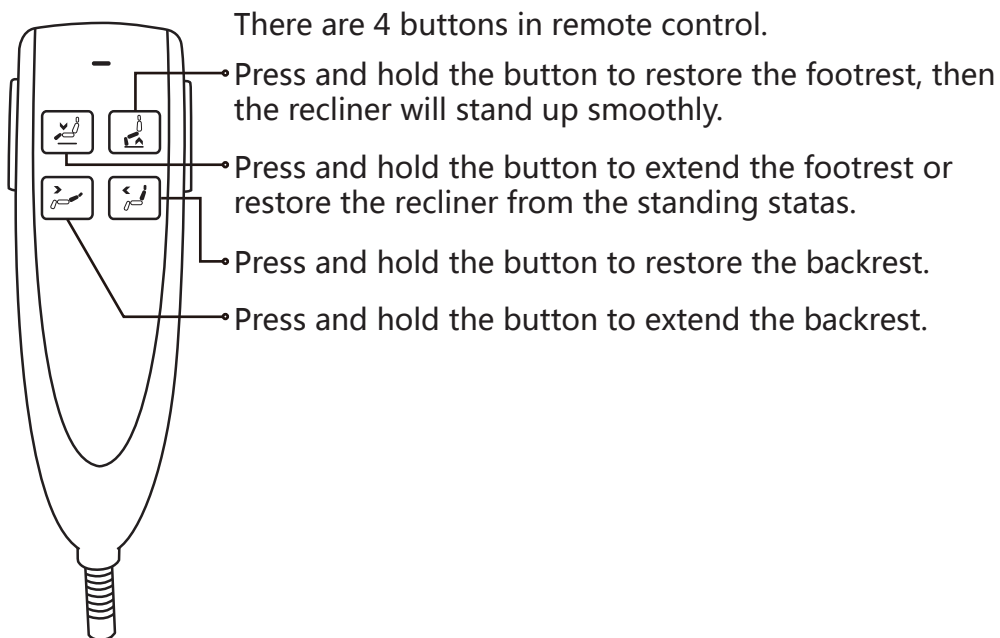 There are 4 buttons in remote control.
Press and hold the button to restore the footrest, then
the recliner will stand up smoothly.
Press and hold the button to extend the footrest or
restore the recliner from the standing statas.
Press and hold the button to restore the backrest.
Press and hold the button to extend the backrest.